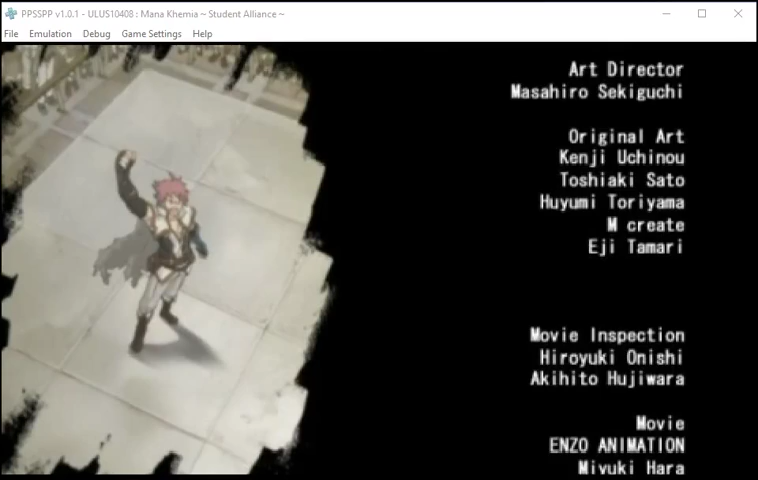 PPSSPP v1.0.1 - ULUS10408 : Mana Khemia ~ Student Alliance ~
File Emulation Debug Game Settings Help
Art Director
Masahiro Sekiguchi
Original Art
Kenji Uchinou
Toshiaki Sato
Huyumi Toriyama
M create
Eji Tamari
Movie Inspection
Hiroyuki Onishi
Akihito Hujiwara
Movie
ENZO ANIMATION
Miyuki Hara